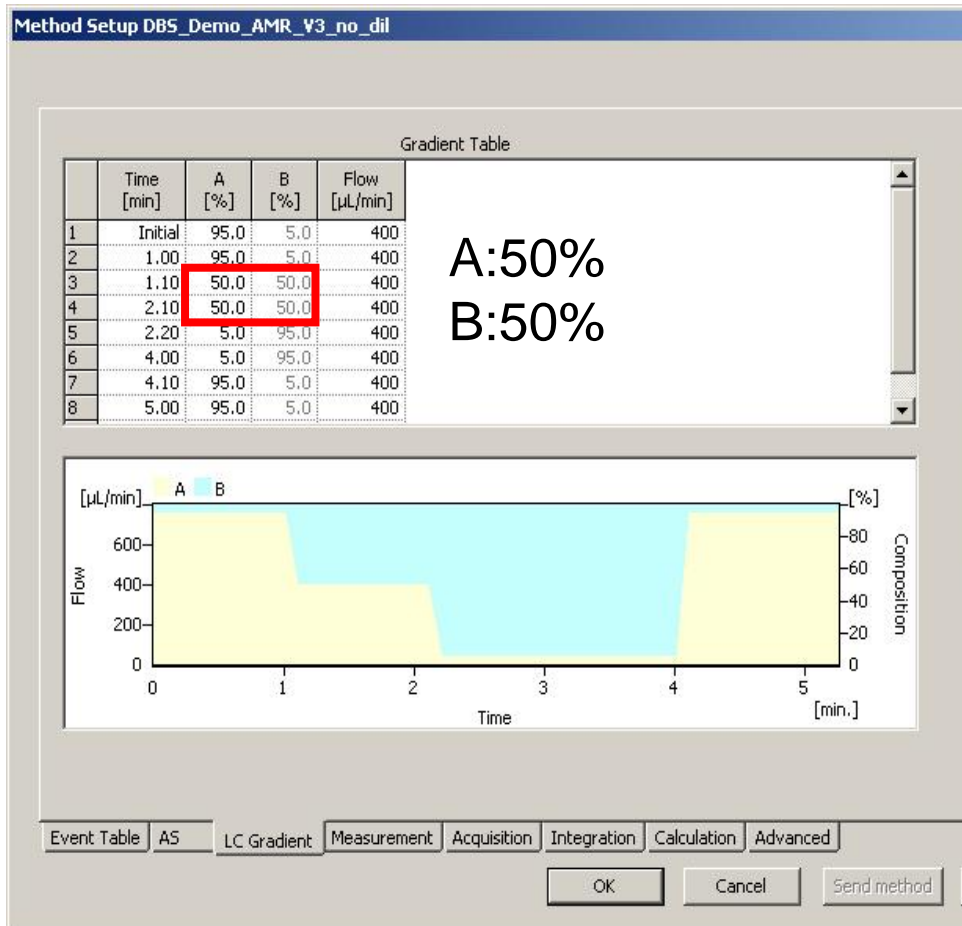 Method Setup DBS_Demo_AMR_V3_no_dil
Gradient Table
Time [min] A [%] B [%] Flow [µL/min]
1 Initial 95.0 5.0 400
2 1.00 95.0 5.0 400
3 1.10 50.0 50.0 400
4 2.10 50.0 50.0 400
5 2.20 5.0 95.0 400
6 4.00 5.0 95.0 400
7 4.10 95.0 5.0 400
8 5.00 95.0 5.0 400
A:50%
B:50%
[µL/min] A B [%]
600
400
200
0
Flow
80
60
40
20
0
Composition
0 1 2 3 4 5
Time [min.]
Event Table AS LC Gradient Measurement Acquisition Integration Calculation Advanced
OK Cancel Send method